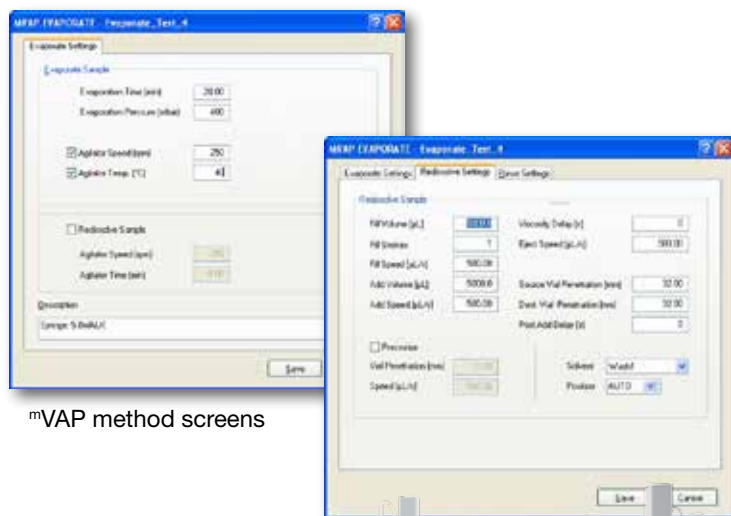 MVAP EVAPORATE - Evaporate_Test_4
Evaporate Settings
Evaporate Sample
Evaporation Time [min] 20.00
Evaporation Pressure [mbar] 400
Agitator Speed [rpm] 250
Agitator Temp. [°C]
Redissolve Sample
Agitator Speed [rpm]
Agitator Time [min]
Description
Save
MVAP EVAPORATE - Evaporate_Test_4
Evaporate Settings Redissolve Settings Rinse Settings
Redissolve Sample
Fill Volume [µL] Viscosity Delay [s] 0
Fill Strokes 1 Eject Speed [µL/s] 500.00
Fill Speed [µL/s] 500.00
Add Volume [µL] 5000.0 Source Vial Penetration [mm] 32.00
Add Speed [µL/s] 500.00 Dest. Vial Penetration [mm] 32.00
Post Add Delay [s] 0
Prerinse
Vial Penetration [mm] Solvent Wash1
Speed [µL/s] Position AUTO
Save Cancel
mVAP method screens